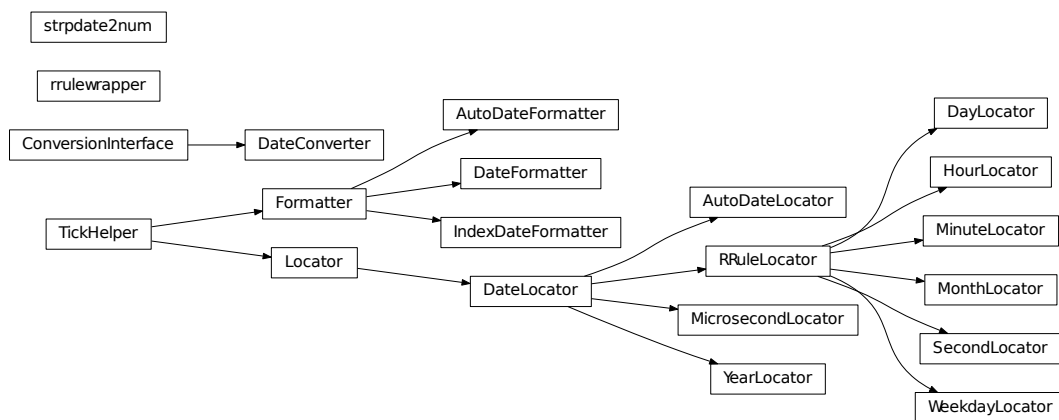 strpdate2num
rrulewrapper
ConversionInterface
DateConverter
TickHelper
Formatter
Locator
AutoDateFormatter
DateFormatter
IndexDateFormatter
DateLocator
AutoDateLocator
RRuleLocator
MicrosecondLocator
YearLocator
DayLocator
HourLocator
MinuteLocator
MonthLocator
SecondLocator
WeekdayLocator